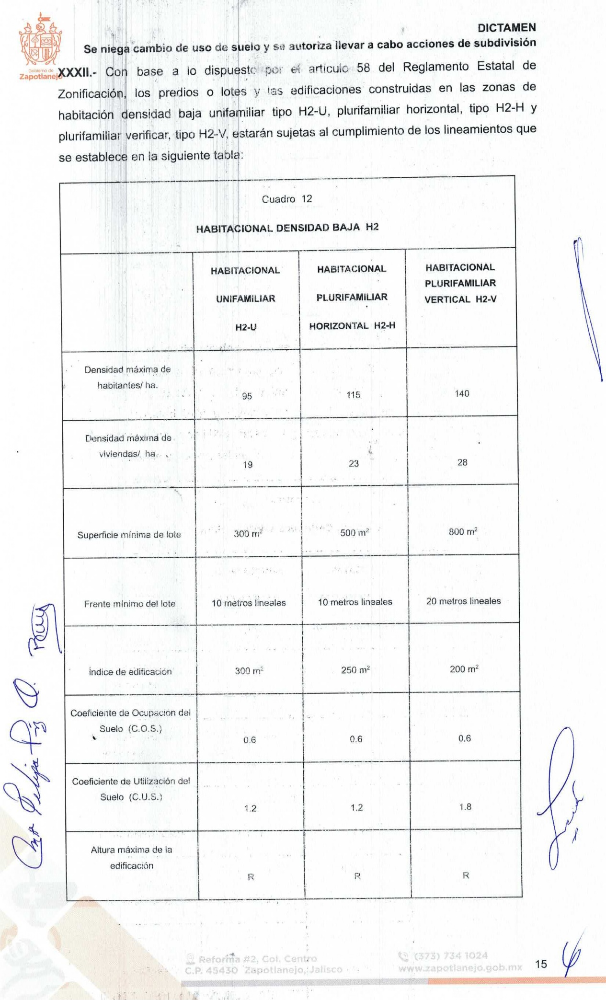 DICTAMEN
Se niega cambio de uso de suelo y se autoriza llevar a cabo acciones de subdivisión
Gobierno de
Zapotlanejo
XXXII.- Con base a lo dispuesto por el artículo 58 del Reglamento Estatal de
Zonificación, los predios o lotes y las edificaciones construidas en las zonas de
habitación densidad baja unifamiliar tipo H2-U, plurifamiliar horizontal, tipo H2-H y
plurifamiliar verificar, tipo H2-V, estarán sujetas al cumplimiento de los lineamientos que
se establece en la siguiente tabla:
Cuadro 12
HABITACIONAL DENSIDAD BAJA H2
HABITACIONAL
UNIFAMILIAR
H2-U
HABITACIONAL
PLURIFAMILIAR
HORIZONTAL H2-H
HABITACIONAL
PLURIFAMILIAR
VERTICAL H2-V
Densidad máxima de
habitantes/ ha.
95
115
140
Densidad máxima de
viviendas/ ha.
19
23
28
Superficie mínima de lote
300 m²
500 m²
800 m²
Frente mínimo del lote
10 metros lineales
10 metros lineales
20 metros lineales
Índice de edificación
300 m²
250 m²
200 m²
Coeficiente de Ocupación del
Suelo (C.O.S.)
0.6
0.6
0.6
Coeficiente de Utilización del
Suelo (C.U.S.)
1.2
1.2
1.8
Altura máxima de la
edificación
R
R
R
Reforma #2, Col. Centro
C.P. 45430 Zapotlanejo, Jalisco
(373) 734 1024
www.zapotlanejo.gob.mx
15